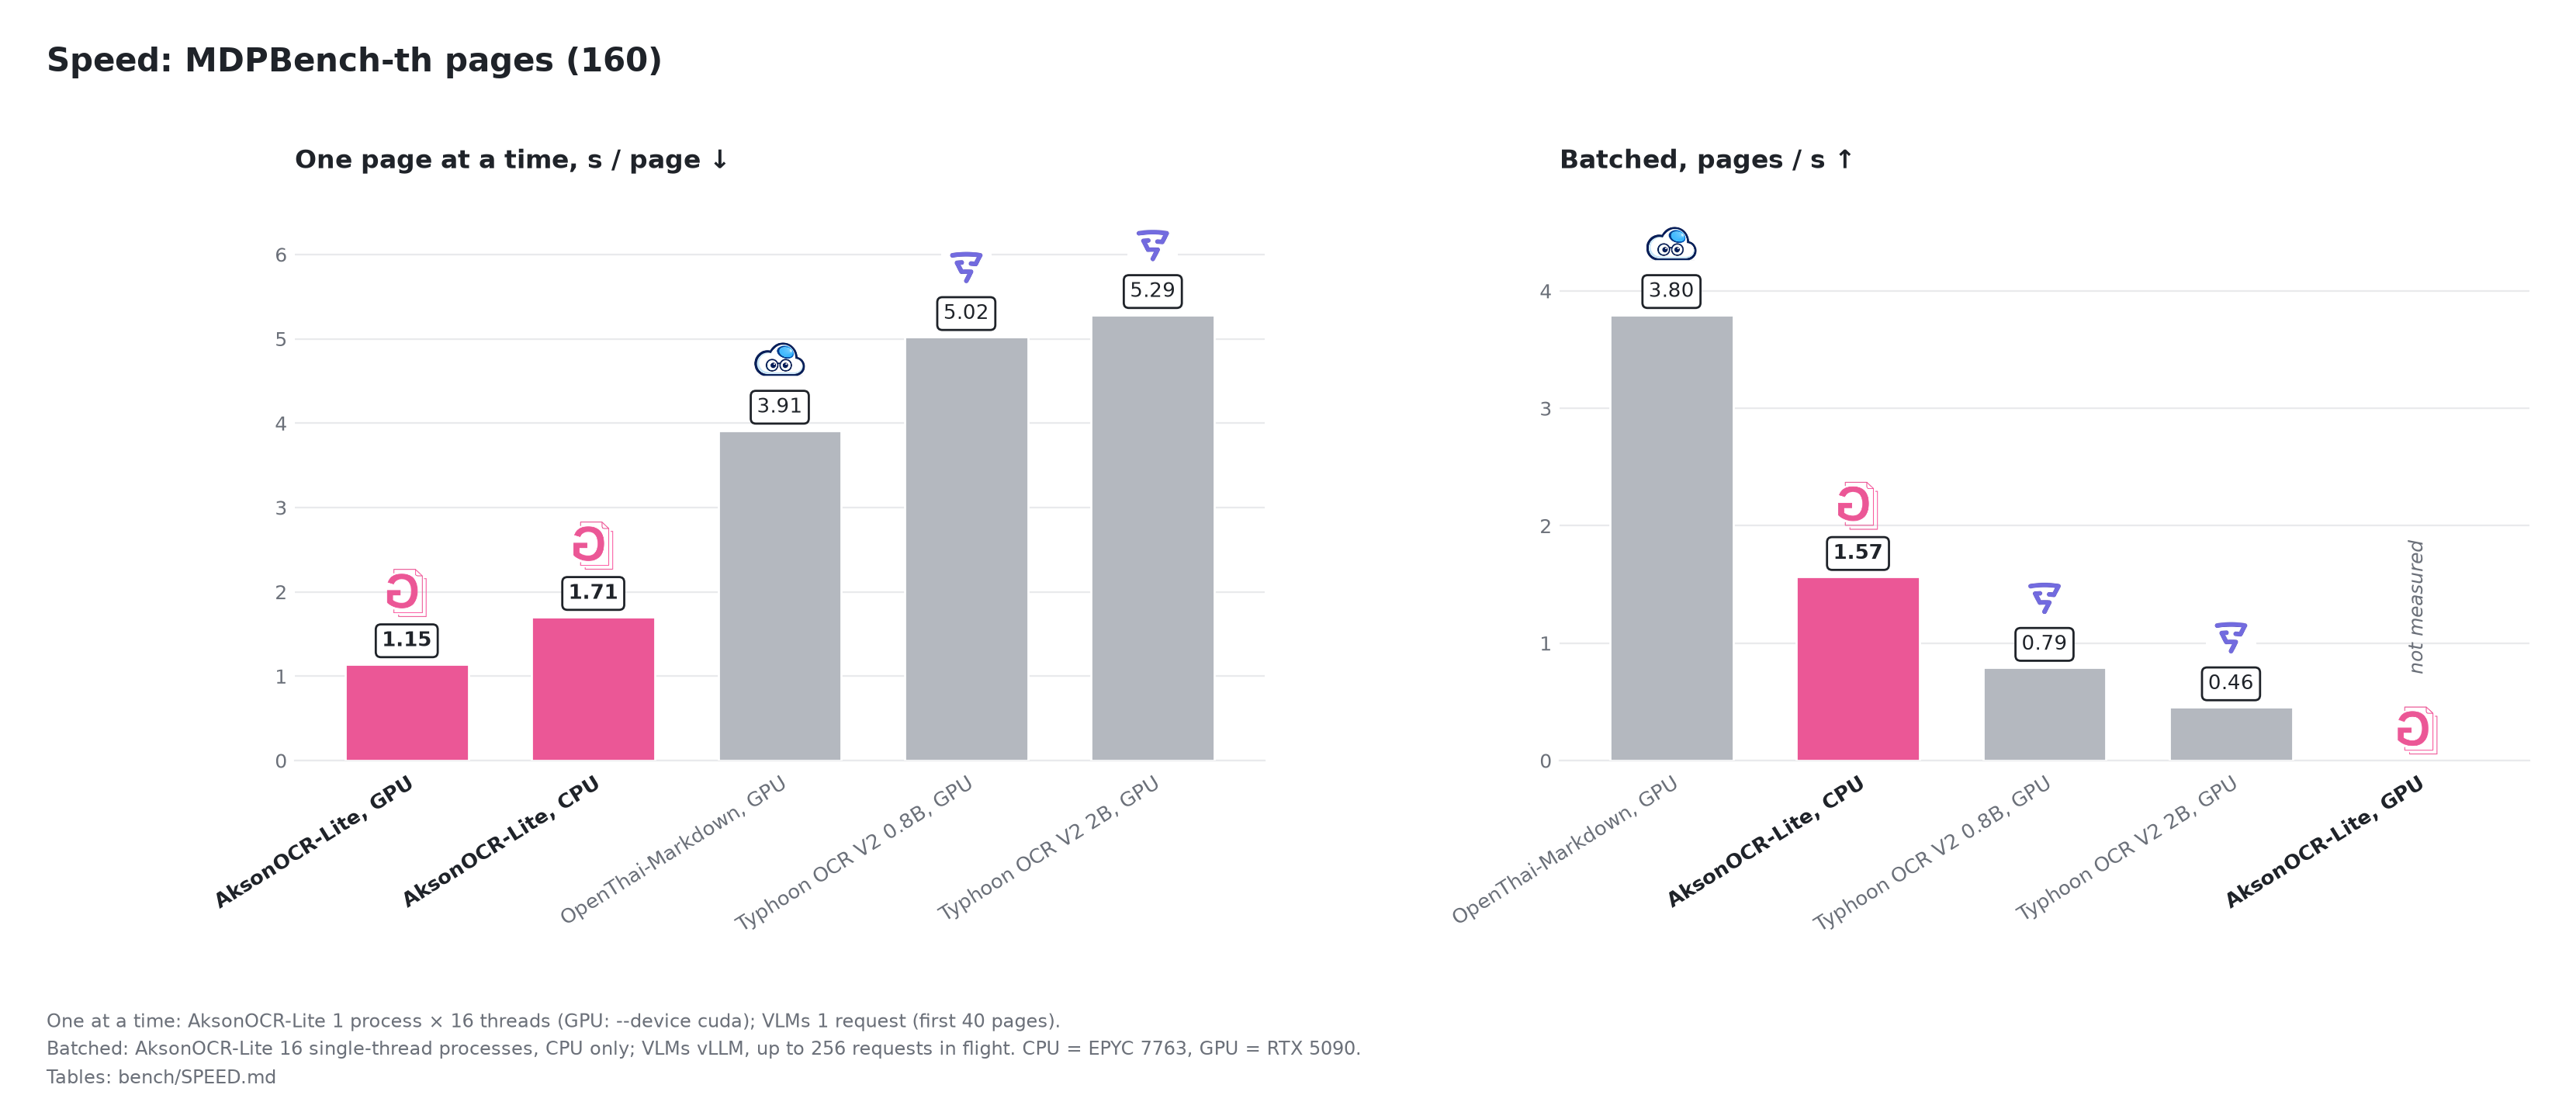 Speed: MDPBench-th pages (160)
One page at a time, s / page ↓
6
5
4
3
2
1
0
1.15
1.71
3.91
5.02
5.29
AksonOCR-Lite, GPU
AksonOCR-Lite, CPU
OpenThai-Markdown, GPU
Typhoon OCR V2 0.8B, GPU
Typhoon OCR V2 2B, GPU
Batched, pages / s ↑
4
3
2
1
0
3.80
1.57
0.79
0.46
not measured
OpenThai-Markdown, GPU
AksonOCR-Lite, CPU
Typhoon OCR V2 0.8B, GPU
Typhoon OCR V2 2B, GPU
AksonOCR-Lite, GPU
One at a time: AksonOCR-Lite 1 process × 16 threads (GPU: --device cuda); VLMs 1 request (first 40 pages).
Batched: AksonOCR-Lite 16 single-thread processes, CPU only; VLMs vLLM, up to 256 requests in flight. CPU = EPYC 7763, GPU = RTX 5090.
Tables: bench/SPEED.md